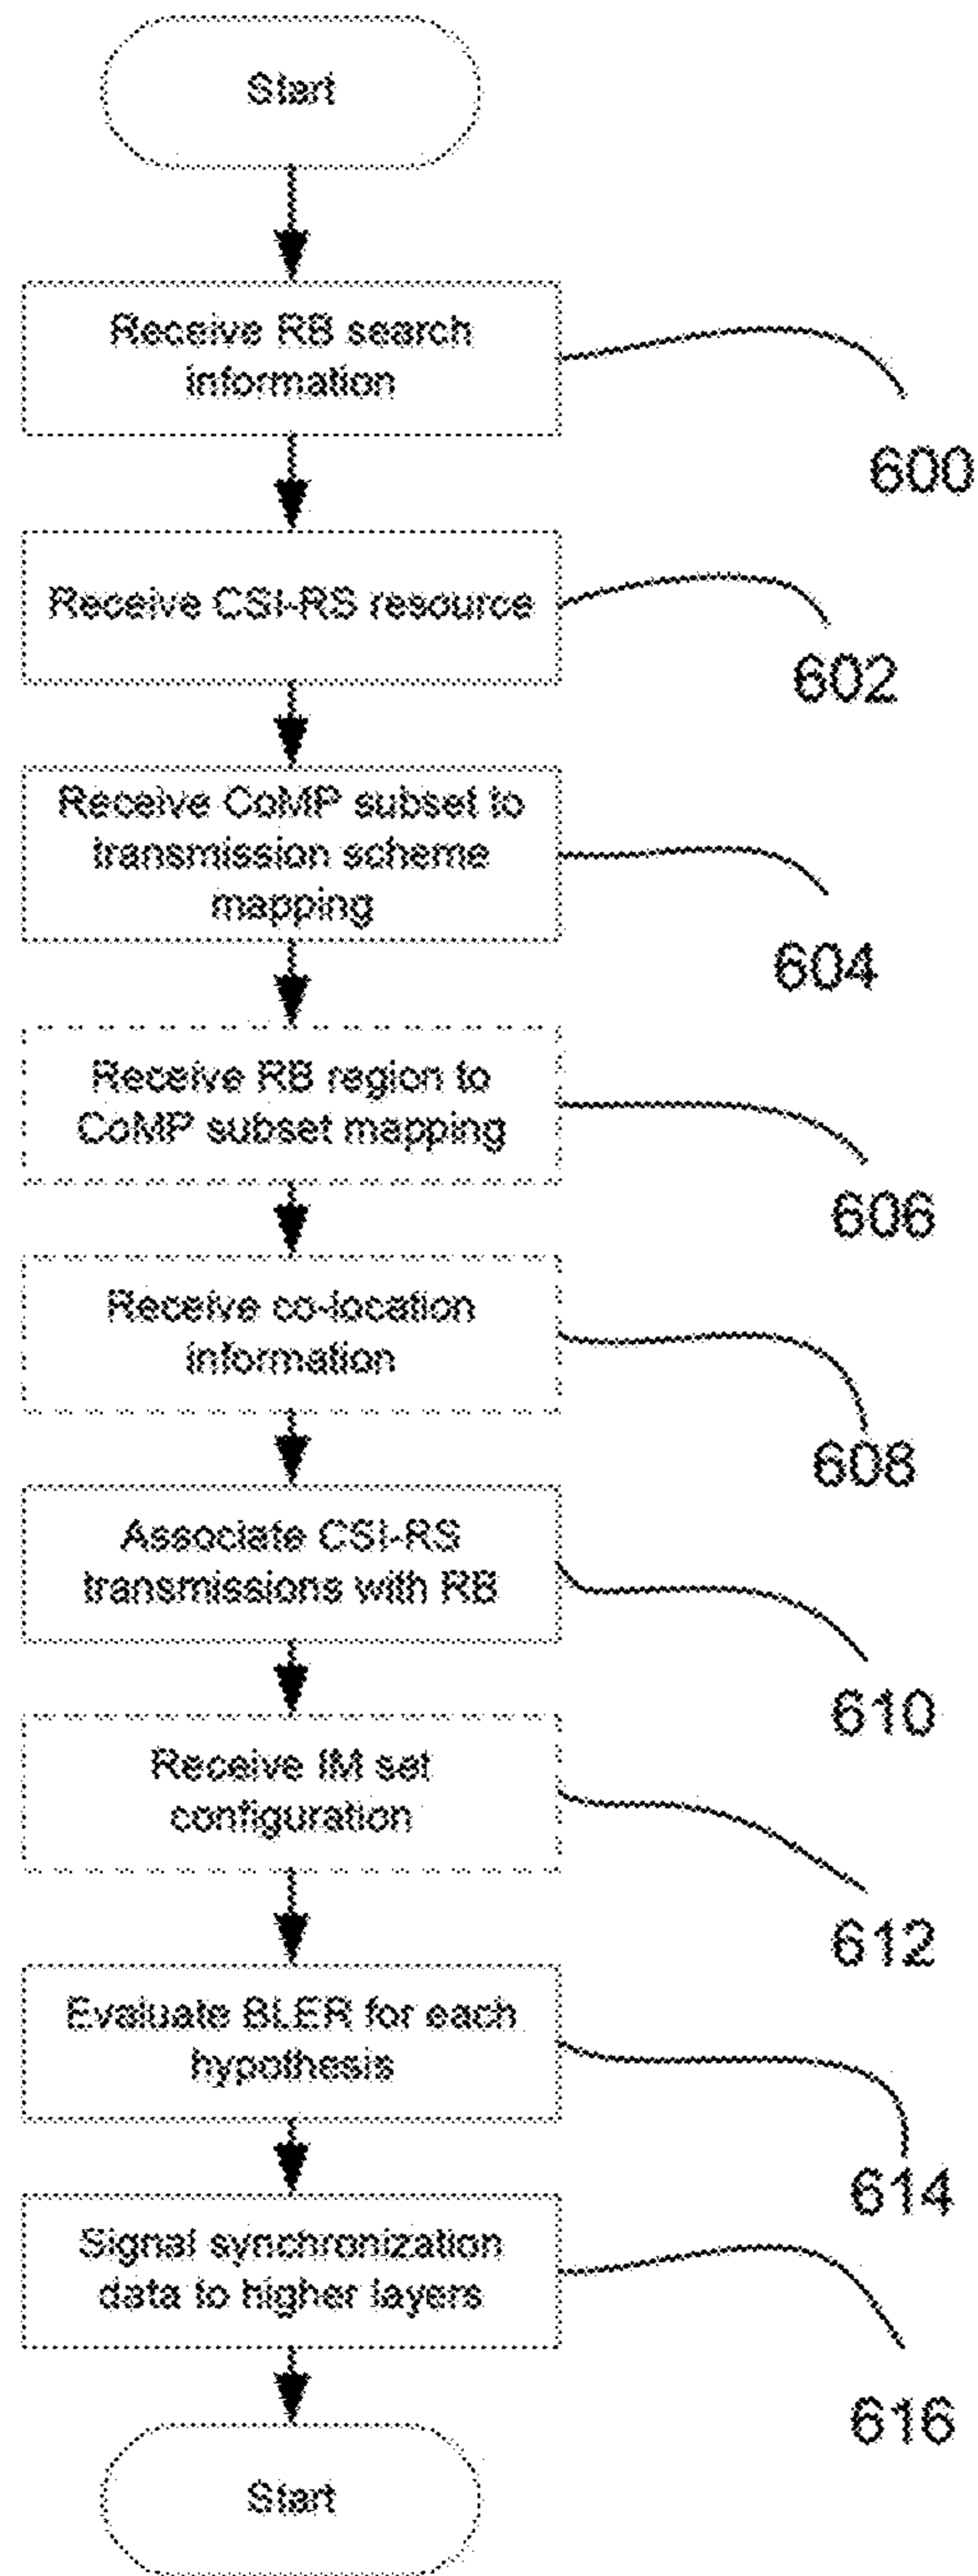 Start
Receive RB search
information
600
Receive CSI-RS resource
602
Receive CoMP subset to
transmission scheme
mapping
604
Receive RB region to
CoMP subset mapping
606
Receive co-location
information
608
Associate CSI-RS
transmissions with RB
610
Receive IM set
configuration
612
Evaluate BLER for each
hypothesis
614
Signal synchronization
data to higher layers
616
Start